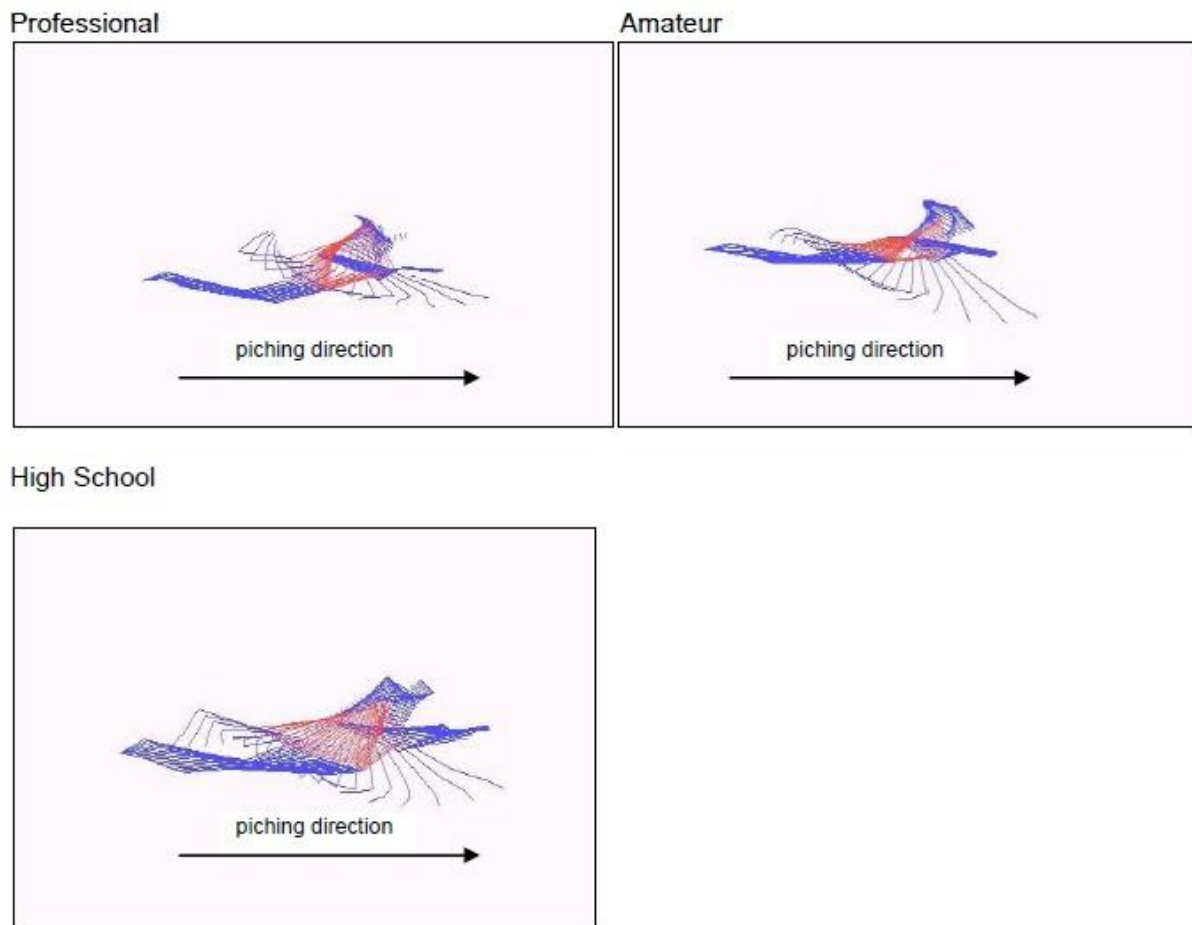 Professional
Amateur
piching direction
piching direction
High School
piching direction